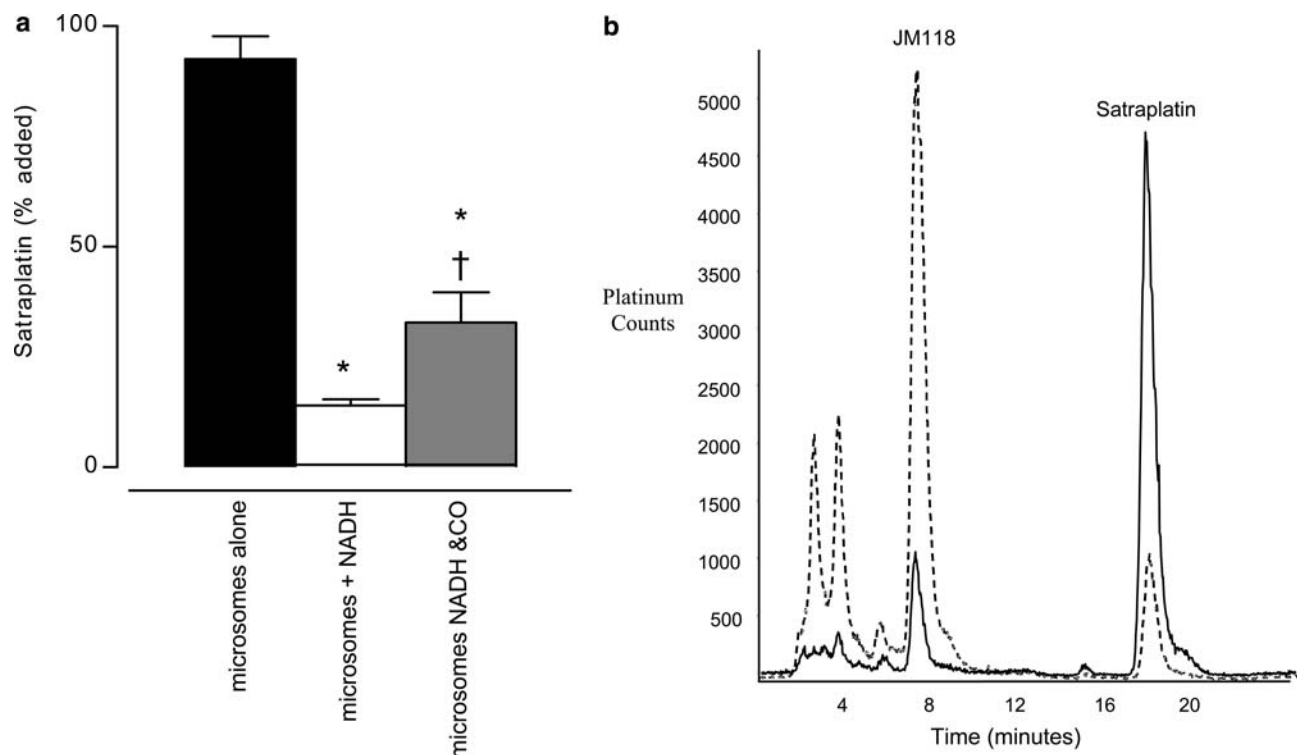 a
100
50
0
Satraplatin (% added)
*
*
†
microsomes alone
microsomes + NADH
microsomes NADH &CO
b
JM118
Satraplatin
5000
4500
4000
3500
3000
2500
2000
1500
1000
500
Platinum
Counts
4
8
12
16
20
Time (minutes)